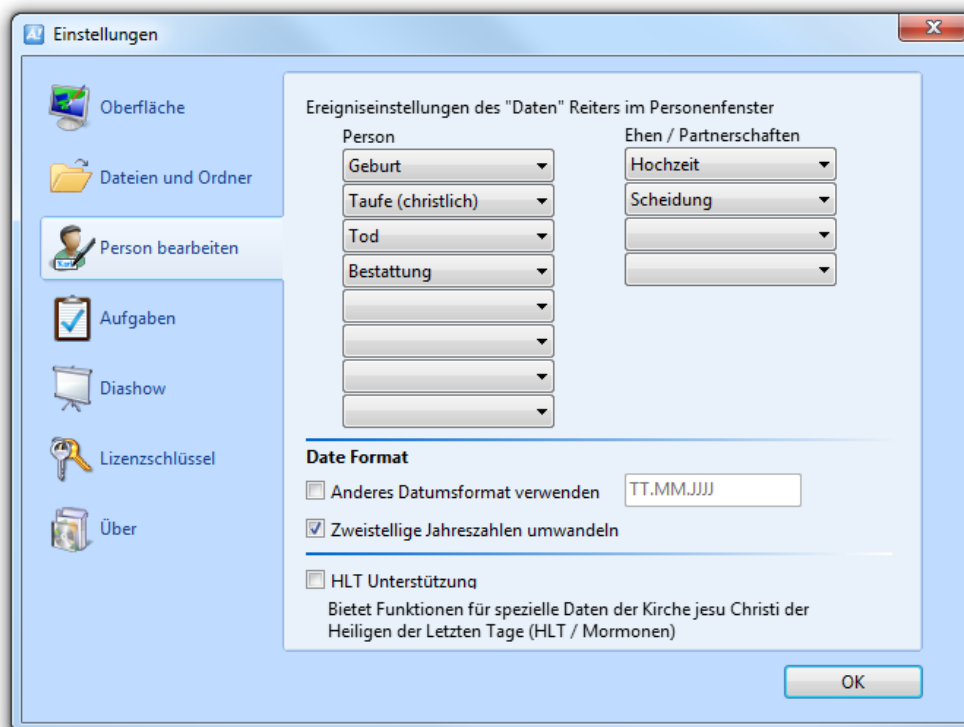 A!
Einstellungen
Oberfläche
Dateien und Ordner
Person bearbeiten
Aufgaben
Diashow
Lizenzschlüssel
Über
Ereigniseinstellungen des "Daten" Reiters im Personenfenster
Person
Geburt
Taufe (christlich)
Tod
Bestattung
Ehen / Partnerschaften
Hochzeit
Scheidung
Date Format
Anderes Datumsformat verwenden
TT.MM.JJJJ
Zweistellige Jahreszahlen umwandeln
HLT Unterstützung
Bietet Funktionen für spezielle Daten der Kirche jesu Christi der
Heiligen der Letzten Tage (HLT / Mormonen)
OK